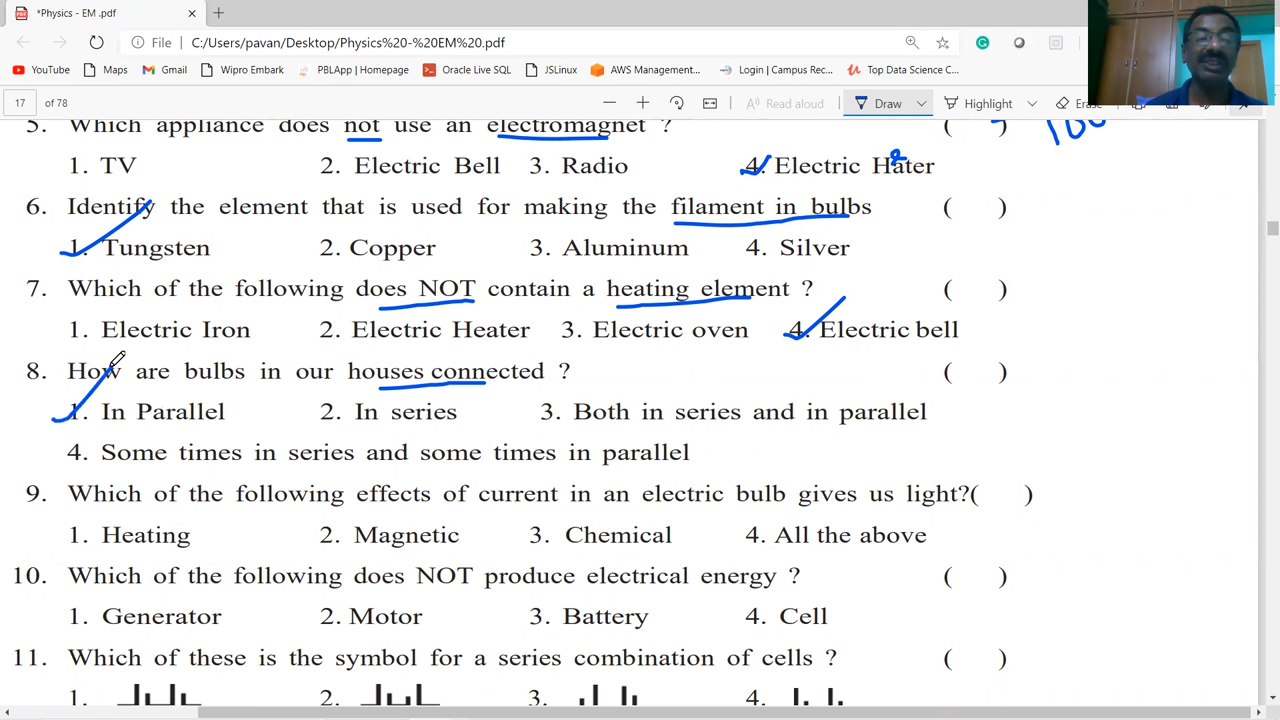 *Physics - EM .pdf
File C:/Users/pavan/Desktop/Physics%20-%20EM%20.pdf
YouTube Maps Gmail Wipro Embark PBLApp | Homepage Oracle Live SQL JSLinux AWS Management... Login | Campus Rec... Top Data Science C...
17 of 78 Read aloud Draw Highlight Erase
5. Which appliance does not use an electromagnet ? ( )
1. TV 2. Electric Bell 3. Radio 4. Electric Hater
6. Identify the element that is used for making the filament in bulbs ( )
1. Tungsten 2. Copper 3. Aluminum 4. Silver
7. Which of the following does NOT contain a heating element ? ( )
1. Electric Iron 2. Electric Heater 3. Electric oven 4. Electric bell
8. How are bulbs in our houses connected ? ( )
1. In Parallel 2. In series 3. Both in series and in parallel
4. Some times in series and some times in parallel
9. Which of the following effects of current in an electric bulb gives us light?( )
1. Heating 2. Magnetic 3. Chemical 4. All the above
10. Which of the following does NOT produce electrical energy ? ( )
1. Generator 2. Motor 3. Battery 4. Cell
11. Which of these is the symbol for a series combination of cells ? ( )
1. 2. 3. 4.